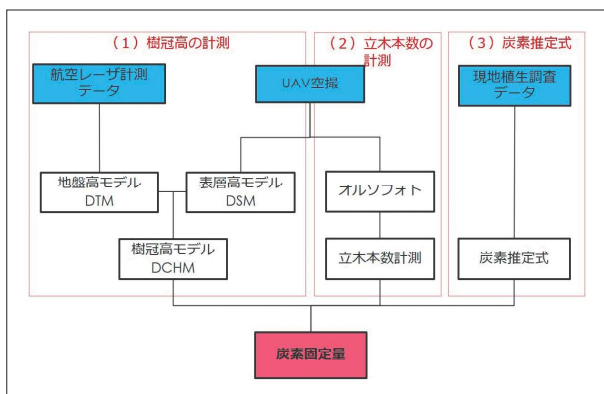 （1）樹冠高の計測
（2）立木本数の
計測
（3）炭素推定式
航空レーザ計測
データ
UAV空撮
現地植生調査
データ
地盤高モデル
DTM
表層高モデル
DSM
オルソフォト
樹冠高モデル
DCHM
立木本数計測
炭素推定式
炭素固定量